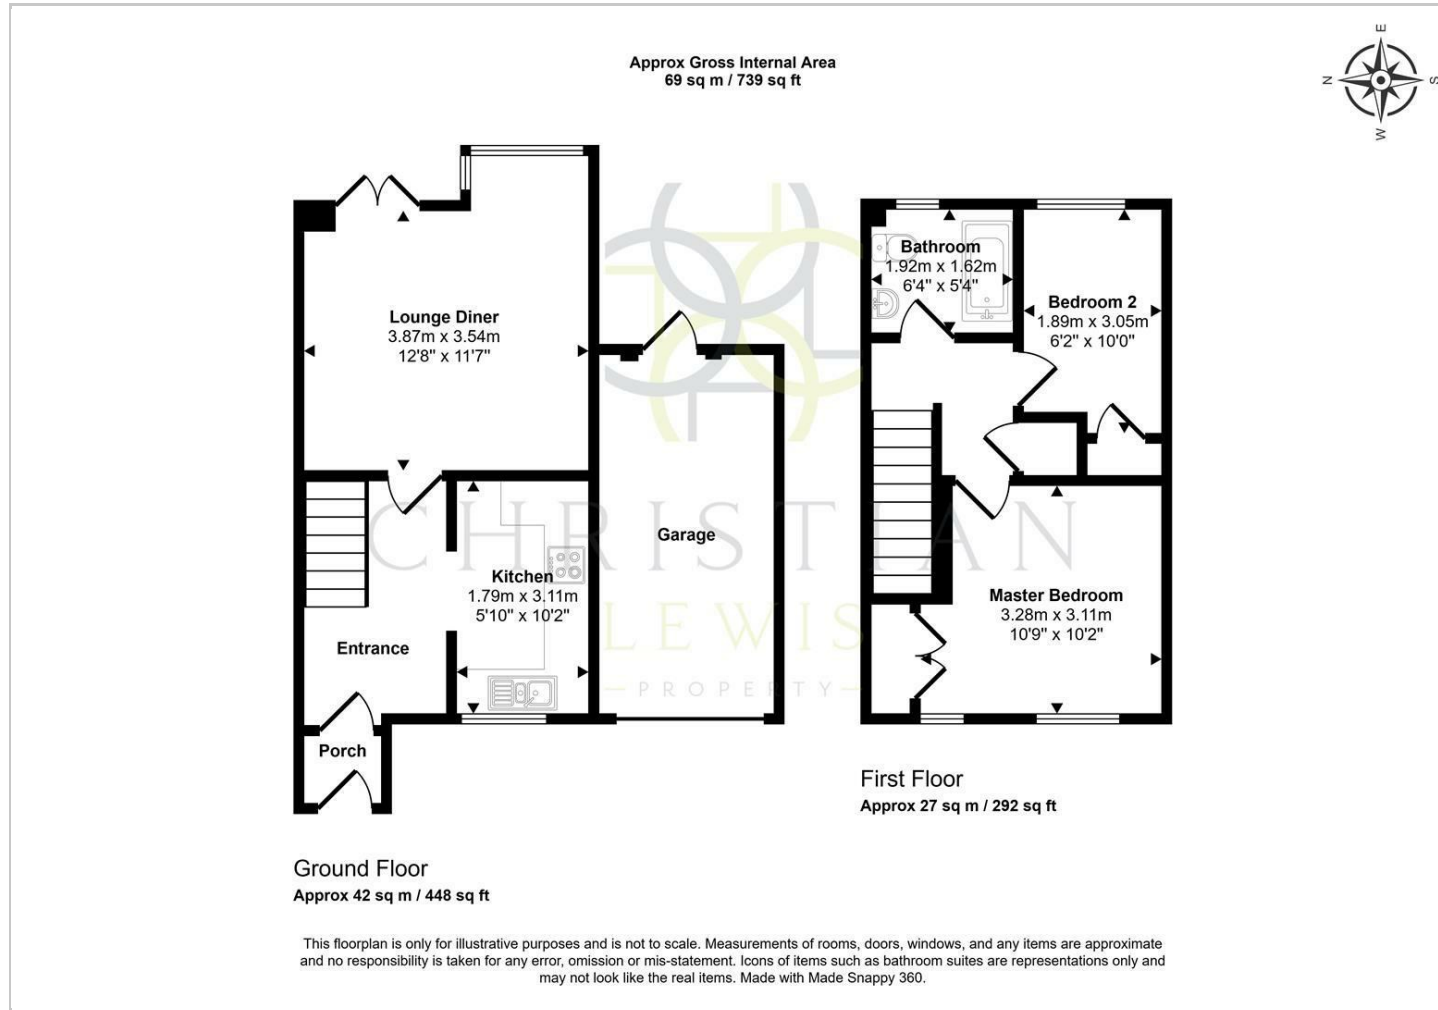 Approx Gross Internal Area
69 sq m / 739 sq ft
E
N
S
W
Lounge Diner
3.87m x 3.54m
12'8" x 11'7"
Kitchen
1.79m x 3.11m
5'10" x 10'2"
Entrance
Porch
Garage
Bathroom
1.92m x 1.62m
6'4" x 5'4"
Bedroom 2
1.89m x 3.05m
6'2" x 10'0"
Master Bedroom
3.28m x 3.11m
10'9" x 10'2"
CHRISTIAN
LEWIS
PROPERTY
First Floor
Approx 27 sq m / 292 sq ft
Ground Floor
Approx 42 sq m / 448 sq ft
This floorplan is only for illustrative purposes and is not to scale. Measurements of rooms, doors, windows, and any items are approximate
and no responsibility is taken for any error, omission or mis-statement. Icons of items such as bathroom suites are representations only and
may not look like the real items. Made with Made Snappy 360.